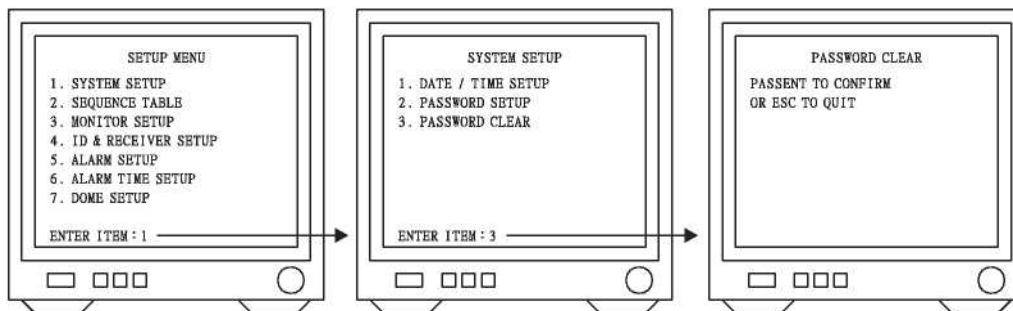 SETUP MENU
1. SYSTEM SETUP
2. SEQUENCE TABLE
3. MONITOR SETUP
4. ID & RECEIVER SETUP
5. ALARM SETUP
6. ALARM TIME SETUP
7. DOME SETUP
ENTER ITEM : 1
SYSTEM SETUP
1. DATE / TIME SETUP
2. PASSWORD SETUP
3. PASSWORD CLEAR
ENTER ITEM : 3
PASSWORD CLEAR
PASSENT TO CONFIRM
OR ESC TO QUIT